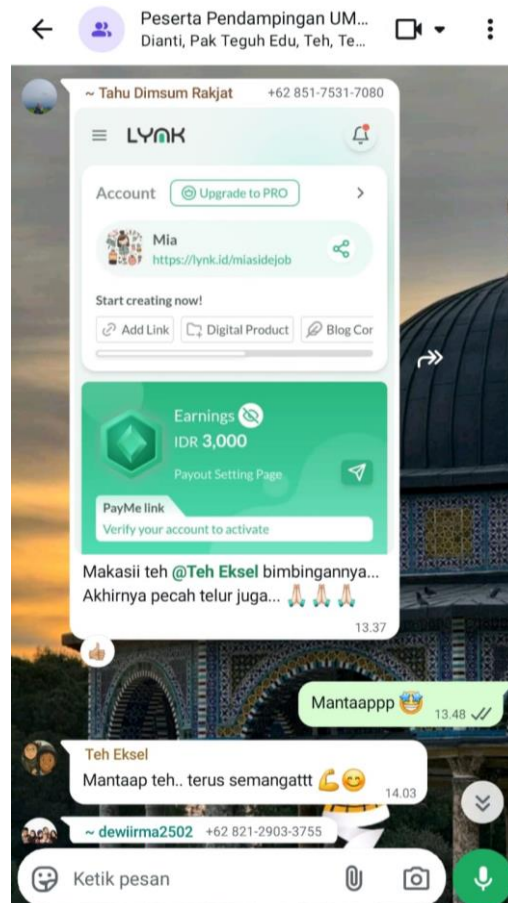 Peserta Pendampingan UM...
Dianti, Pak Teguh Edu, Teh, Te...
~ Tahu Dimsum Rakjat +62 851-7531-7080
LYNK
Account Upgrade to PRO
Mia
https://lynk.id/miasidejob
Start creating now!
Add Link Digital Product Blog Cor
Earnings
IDR 3,000
Payout Setting Page
PayMe link
Verify your account to activate
Makasii teh @Teh Eksel bimbingannya...
Akhirnya pecah telur juga... 🙏🏻 🙏🏻 🙏🏻
13.37
Mantaappp 🤩 13.48
Teh Eksel
Mantaap teh.. terus semangattt 💪😊 14.03
~ dewiirma2502 +62 821-2903-3755
Ketik pesan